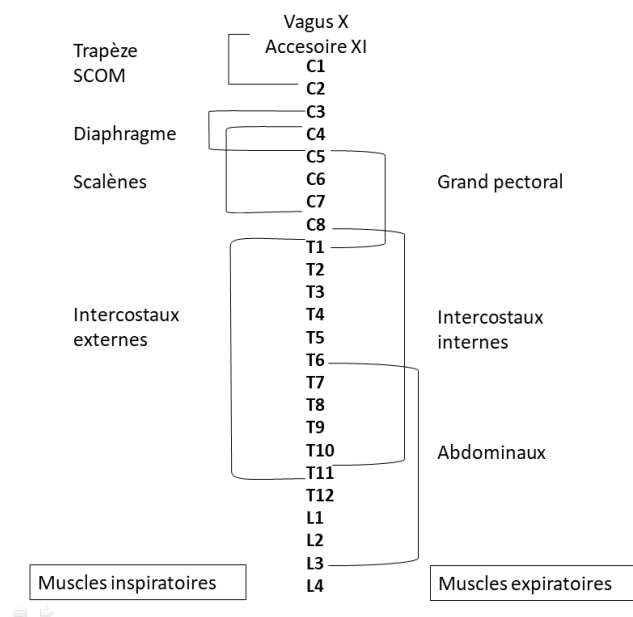 Vagus X
Accesoire XI
Trapèze
SCOM
C1
C2
C3
Diaphragme
C4
C5
Scalènes
C6
Grand pectoral
C7
C8
T1
T2
T3
Intercostaux
externes
T4
Intercostaux
internes
T5
T6
T7
T8
T9
T10
Abdominaux
T11
T12
L1
L2
L3
L4
Muscles inspiratoires
Muscles expiratoires